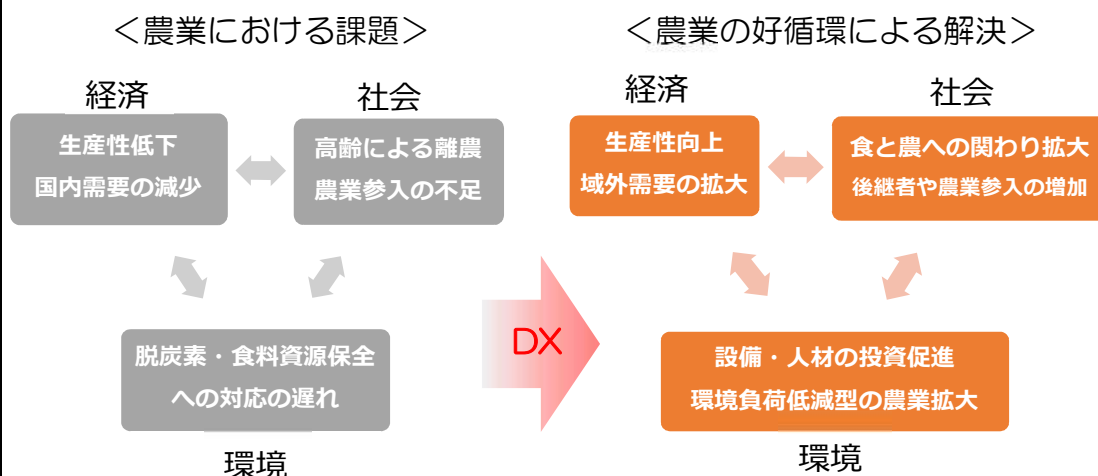 ＜農業における課題＞
経済
社会
生産性低下
国内需要の減少
高齢による離農
農業参入の不足
脱炭素・食料資源保全
への対応の遅れ
環境
DX
＜農業の好循環による解決＞
経済
社会
生産性向上
域外需要の拡大
食と農への関わり拡大
後継者や農業参入の増加
設備・人材の投資促進
環境負荷低減型の農業拡大
環境